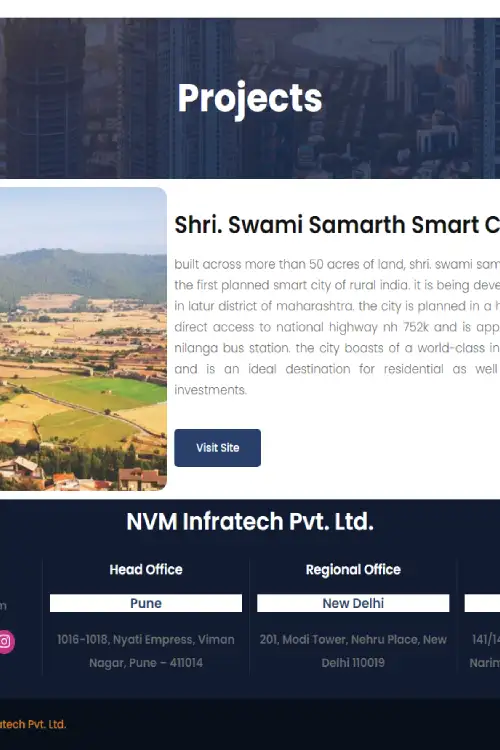 Projects
Shri. Swami Samarth Smart C
built across more than 50 acres of land, shri. swami sam
the first planned smart city of rural india. it is being deve
in latur district of maharashtra. the city is planned in a h
direct access to national highway nh 752k and is app
nilanga bus station. the city boasts of a world-class in
and is an ideal destination for residential as well
investments.
Visit Site
NVM Infratech Pvt. Ltd.
Head Office
Regional Office
Pune
New Delhi
m
1016-1018, Nyati Empress, Viman
Nagar, Pune – 411014
201, Modi Tower, Nehru Place, New
Delhi 110019
141/14
Narim
atech Pvt. Ltd.